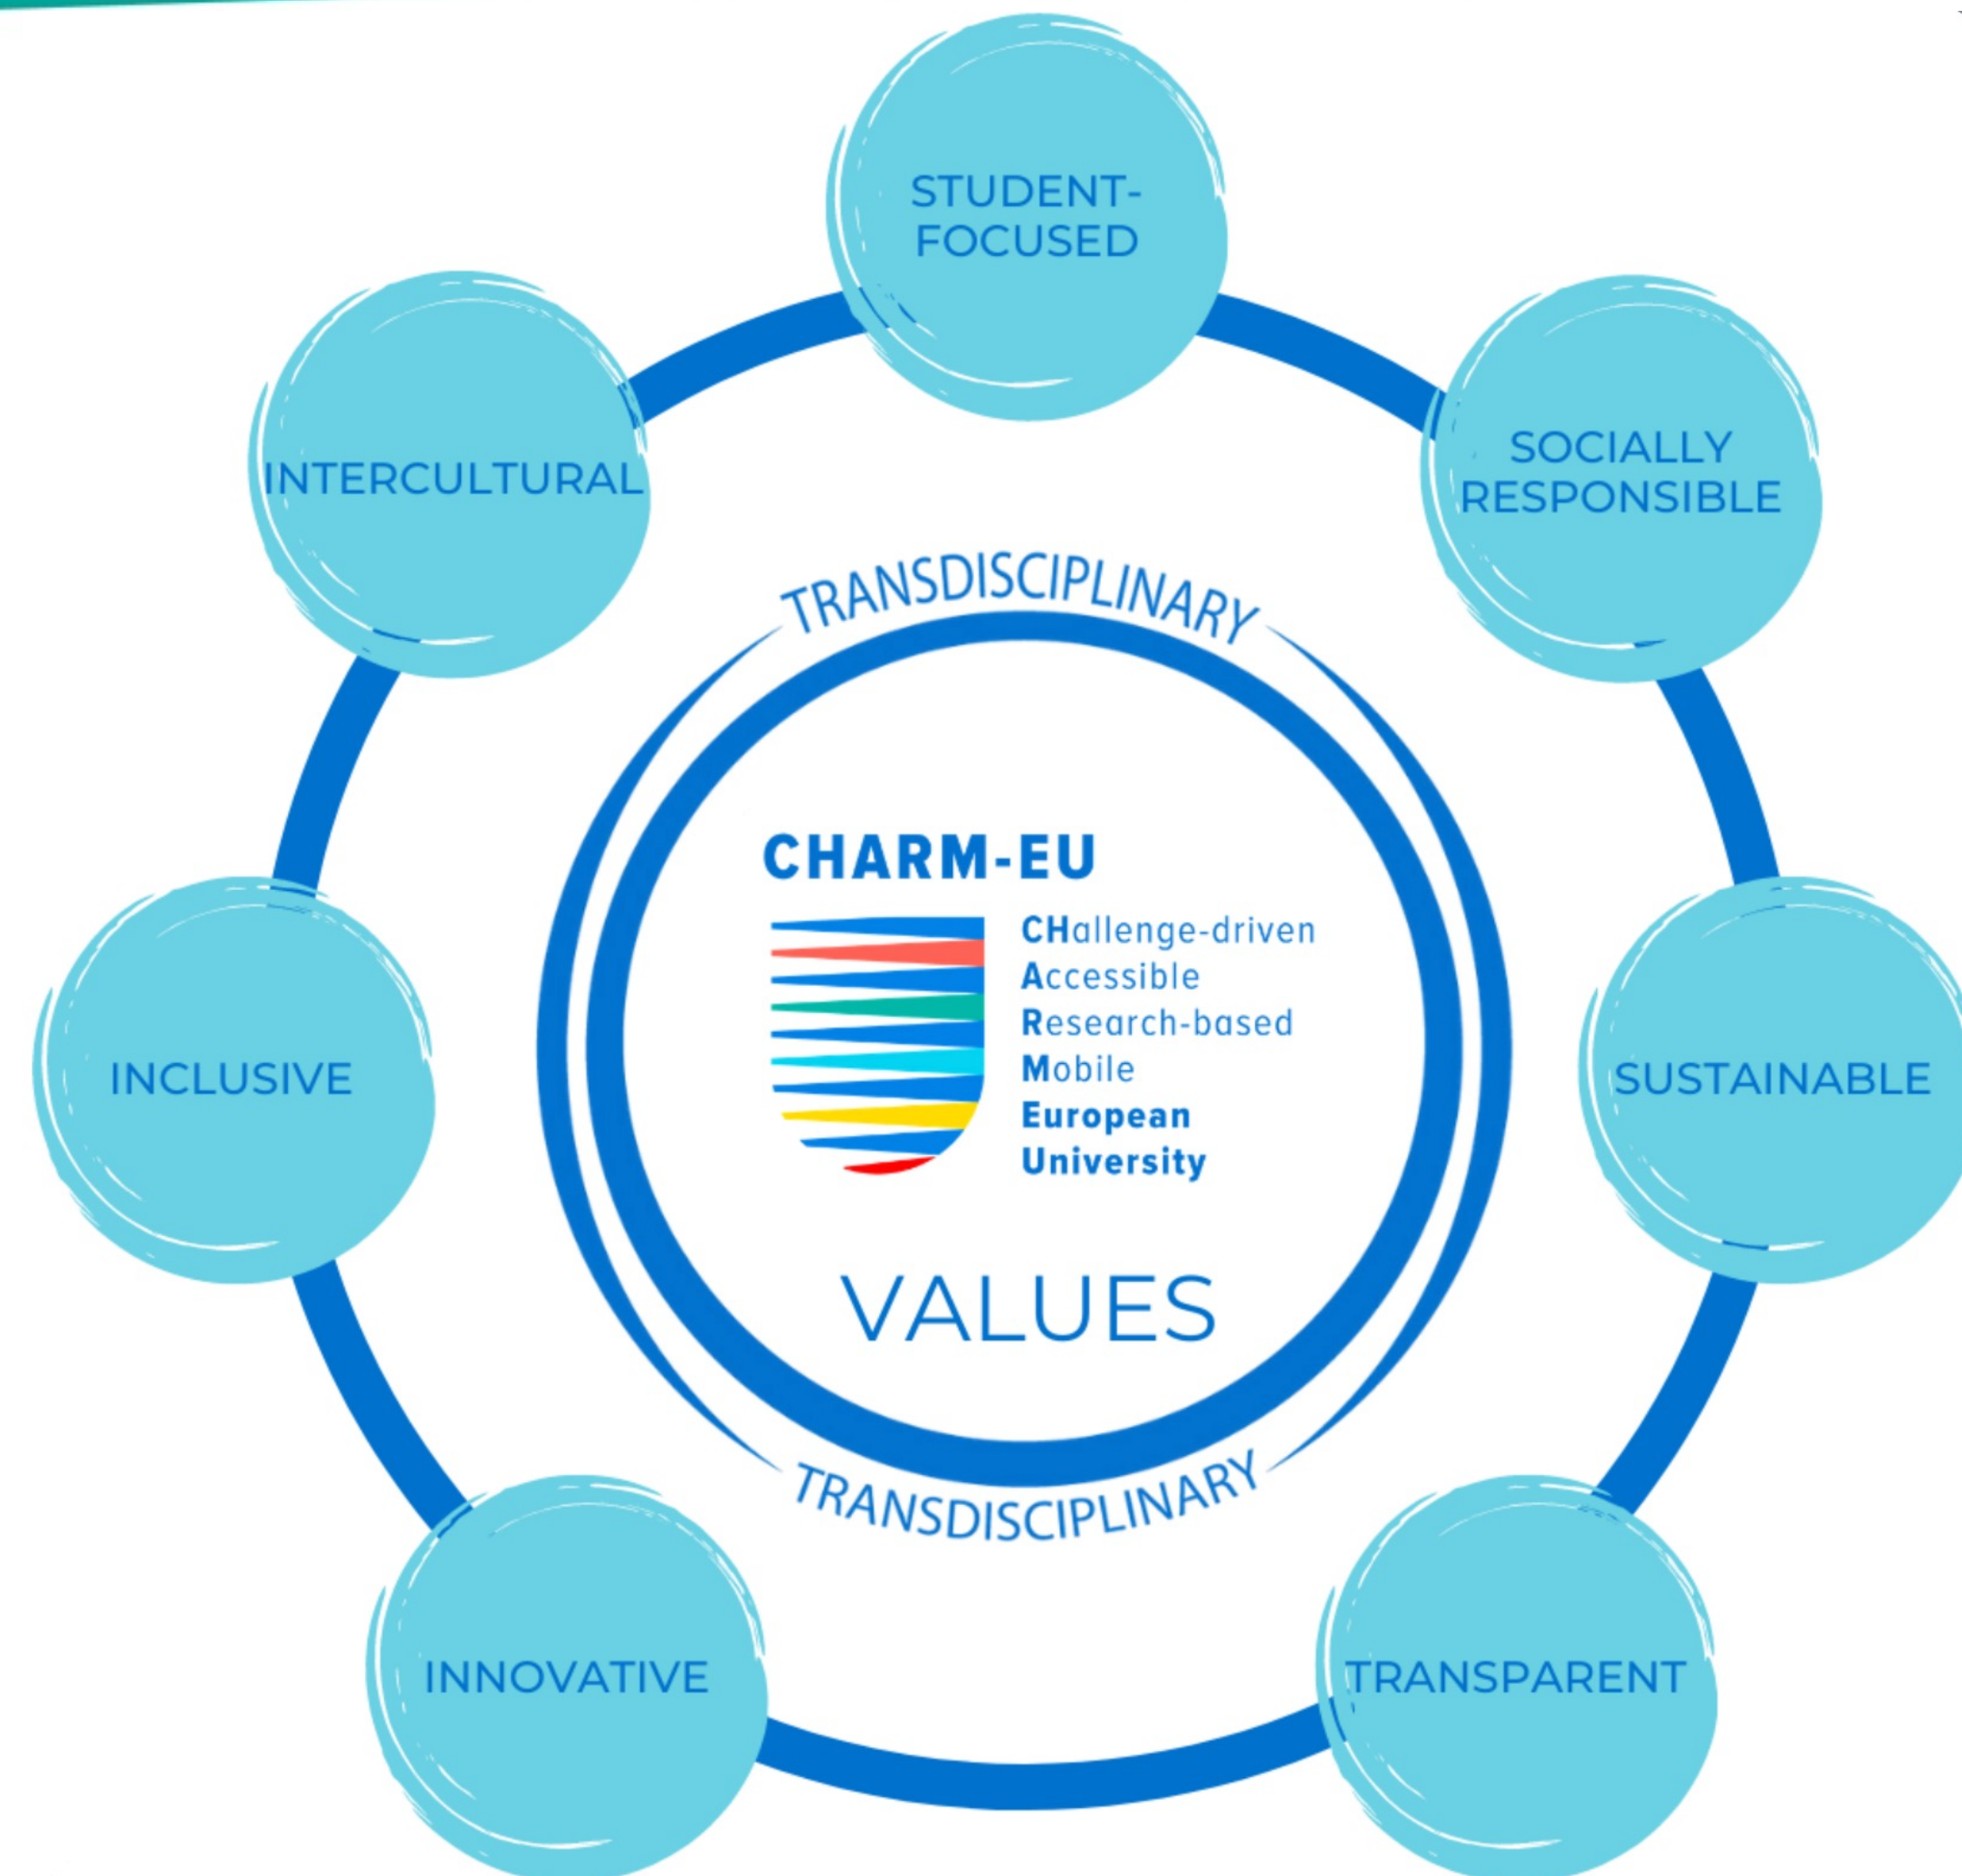 STUDENT-
FOCUSED
INTERCULTURAL
SOCIALLY
RESPONSIBLE
TRANSDISCIPLINARY
CHARM-EU
CHallenge-driven
Accessible
Research-based
Mobile
European
University
INCLUSIVE
SUSTAINABLE
VALUES
TRANSDISCIPLINARY
INNOVATIVE
TRANSPARENT